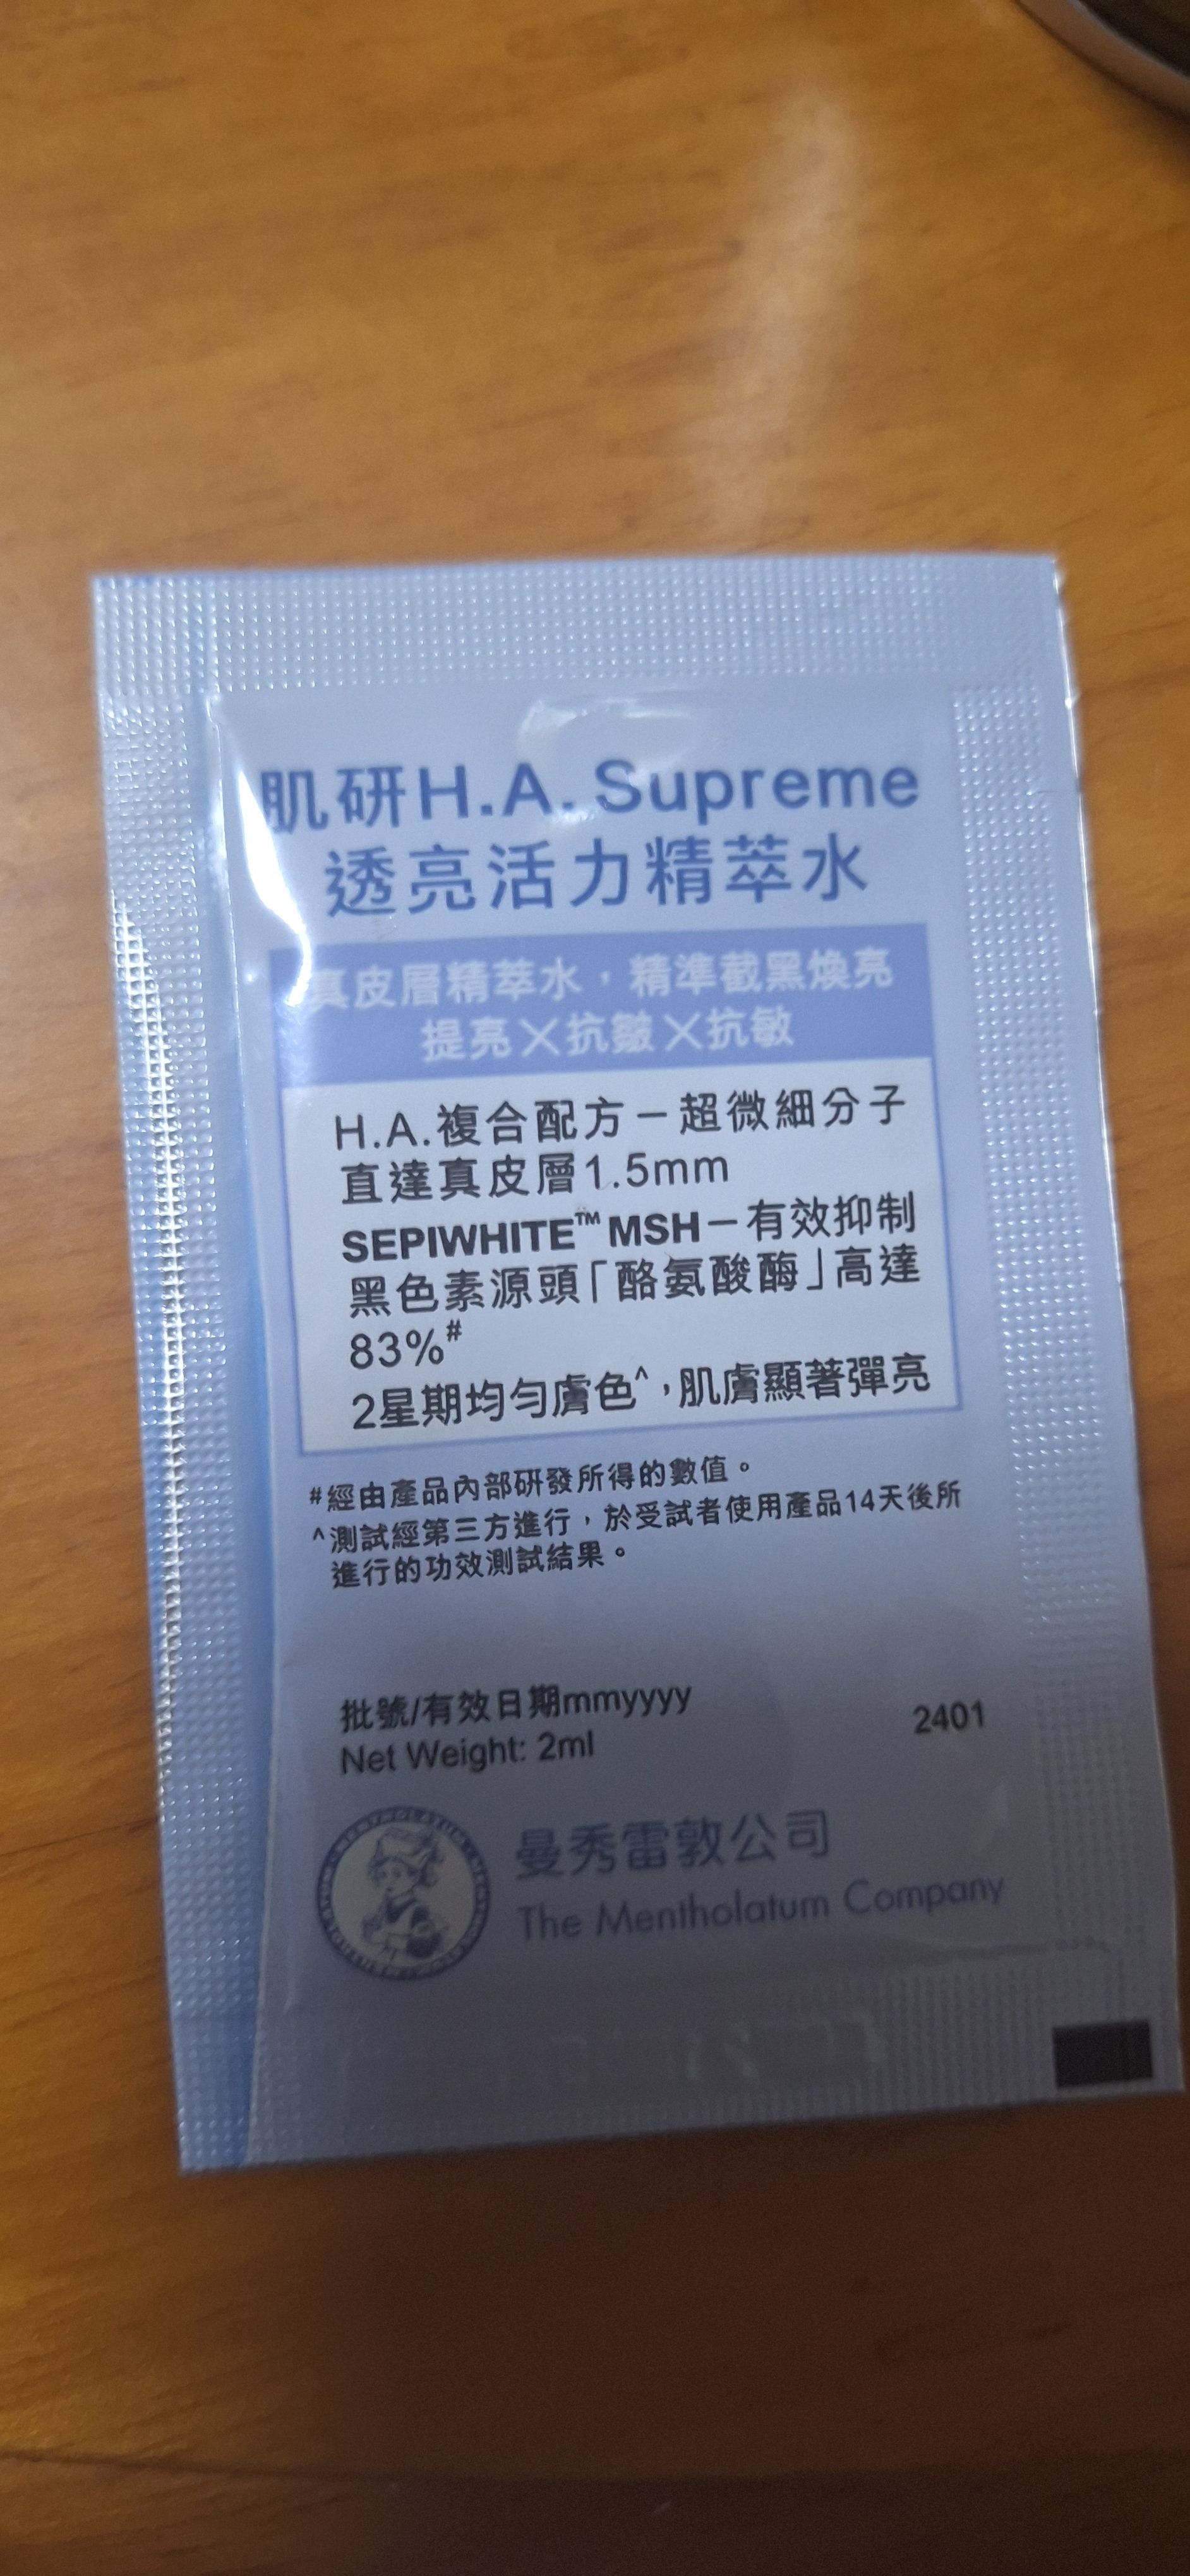 肌研H.A.Supreme
透亮活力精萃水
真皮層精萃水，精準截黑煥亮
提亮X抗皺X抗敏
H.A.複合配方－超微細分子
直達真皮層1.5mm
SEPIWHITE™ MSH－有效抑制
黑色素源頭「酪氨酸酶」高達
83%#
2星期均勻膚色^，肌膚顯著彈亮
#經由產品內部研發所得的數值。
^測試經第三方進行，於受試者使用產品14天後所
進行的功效測試結果。
批號/有效日期mmyyyy
2401
Net Weight: 2ml
曼秀雷敦公司
The Mentholatum Company